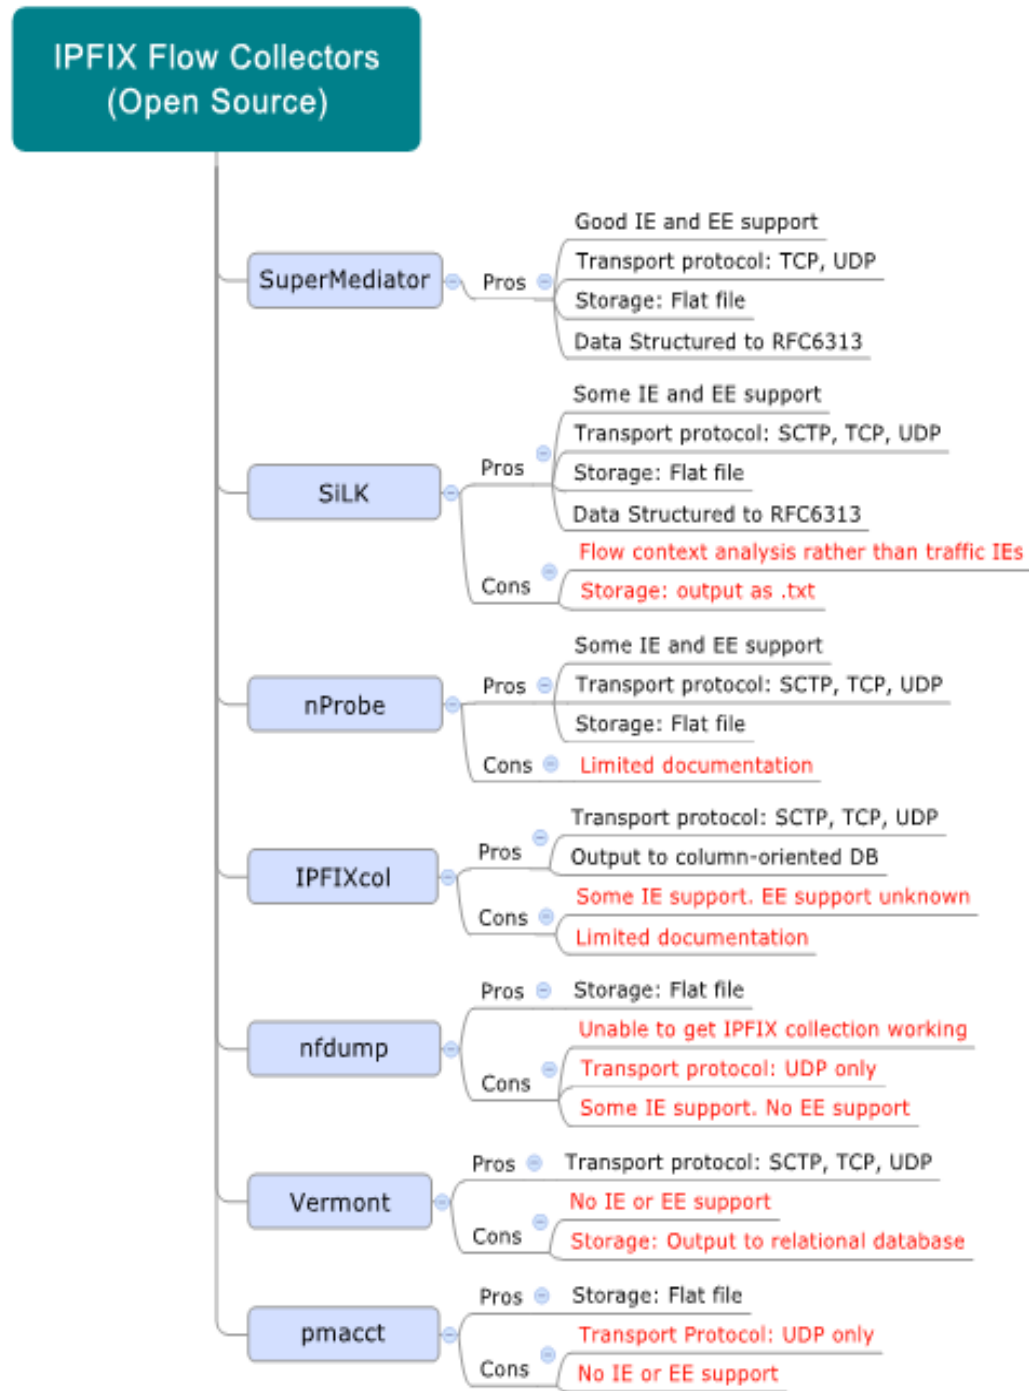 IPFIX Flow Collectors
(Open Source)
SuperMediator
Pros
Good IE and EE support
Transport protocol: TCP, UDP
Storage: Flat file
Data Structured to RFC6313
SiLK
Pros
Some IE and EE support
Transport protocol: SCTP, TCP, UDP
Storage: Flat file
Data Structured to RFC6313
Cons
Flow context analysis rather than traffic IEs
Storage: output as .txt
nProbe
Pros
Some IE and EE support
Transport protocol: SCTP, TCP, UDP
Storage: Flat file
Cons
Limited documentation
IPFIXcol
Pros
Transport protocol: SCTP, TCP, UDP
Output to column-oriented DB
Cons
Some IE support. EE support unknown
Limited documentation
nfdump
Pros
Storage: Flat file
Cons
Unable to get IPFIX collection working
Transport protocol: UDP only
Some IE support. No EE support
Vermont
Pros
Transport protocol: SCTP, TCP, UDP
Cons
No IE or EE support
Storage: Output to relational database
pmacct
Pros
Storage: Flat file
Cons
Transport Protocol: UDP only
No IE or EE support